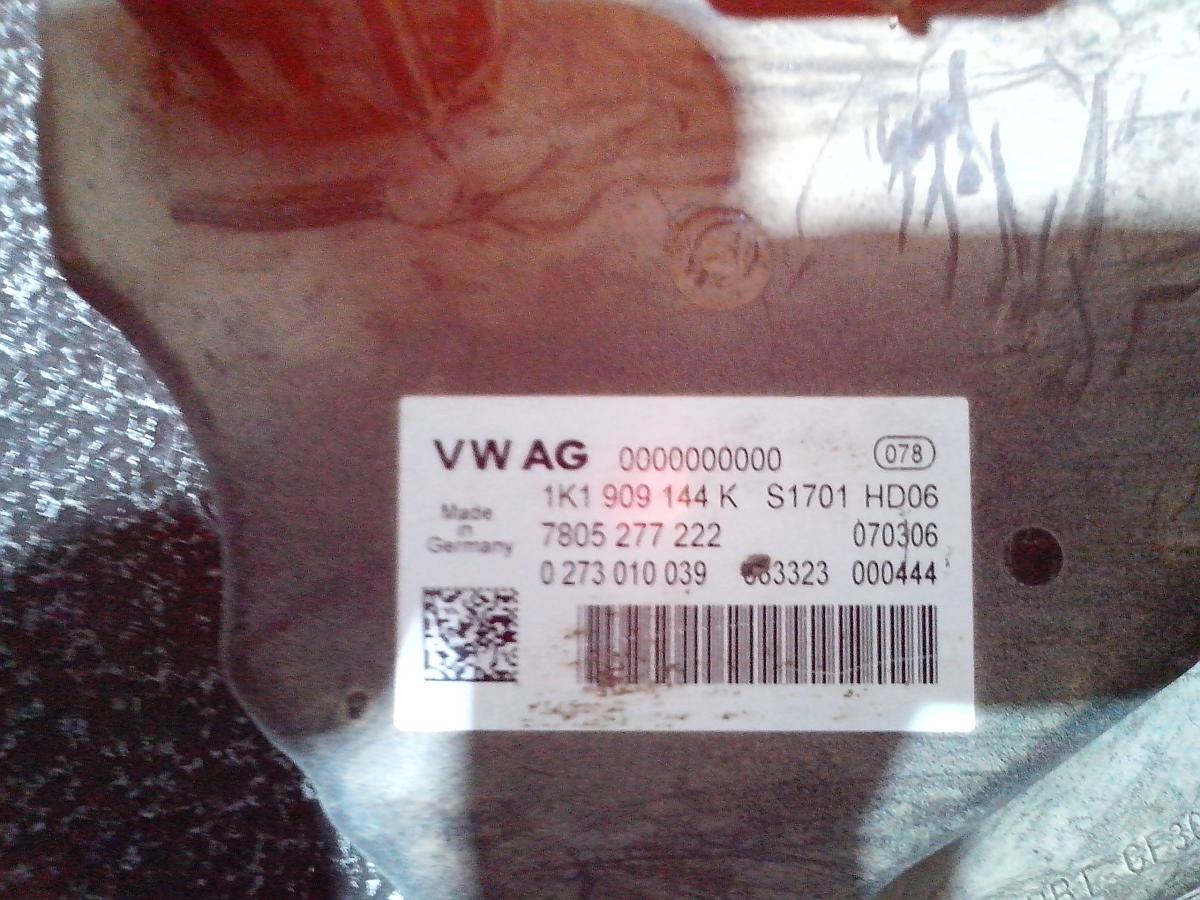 VW AG 0000000000 078
1K1 909 144 K S1701 HD06
Made in Germany
7805 277 222 070306
0 273 010 039 000444